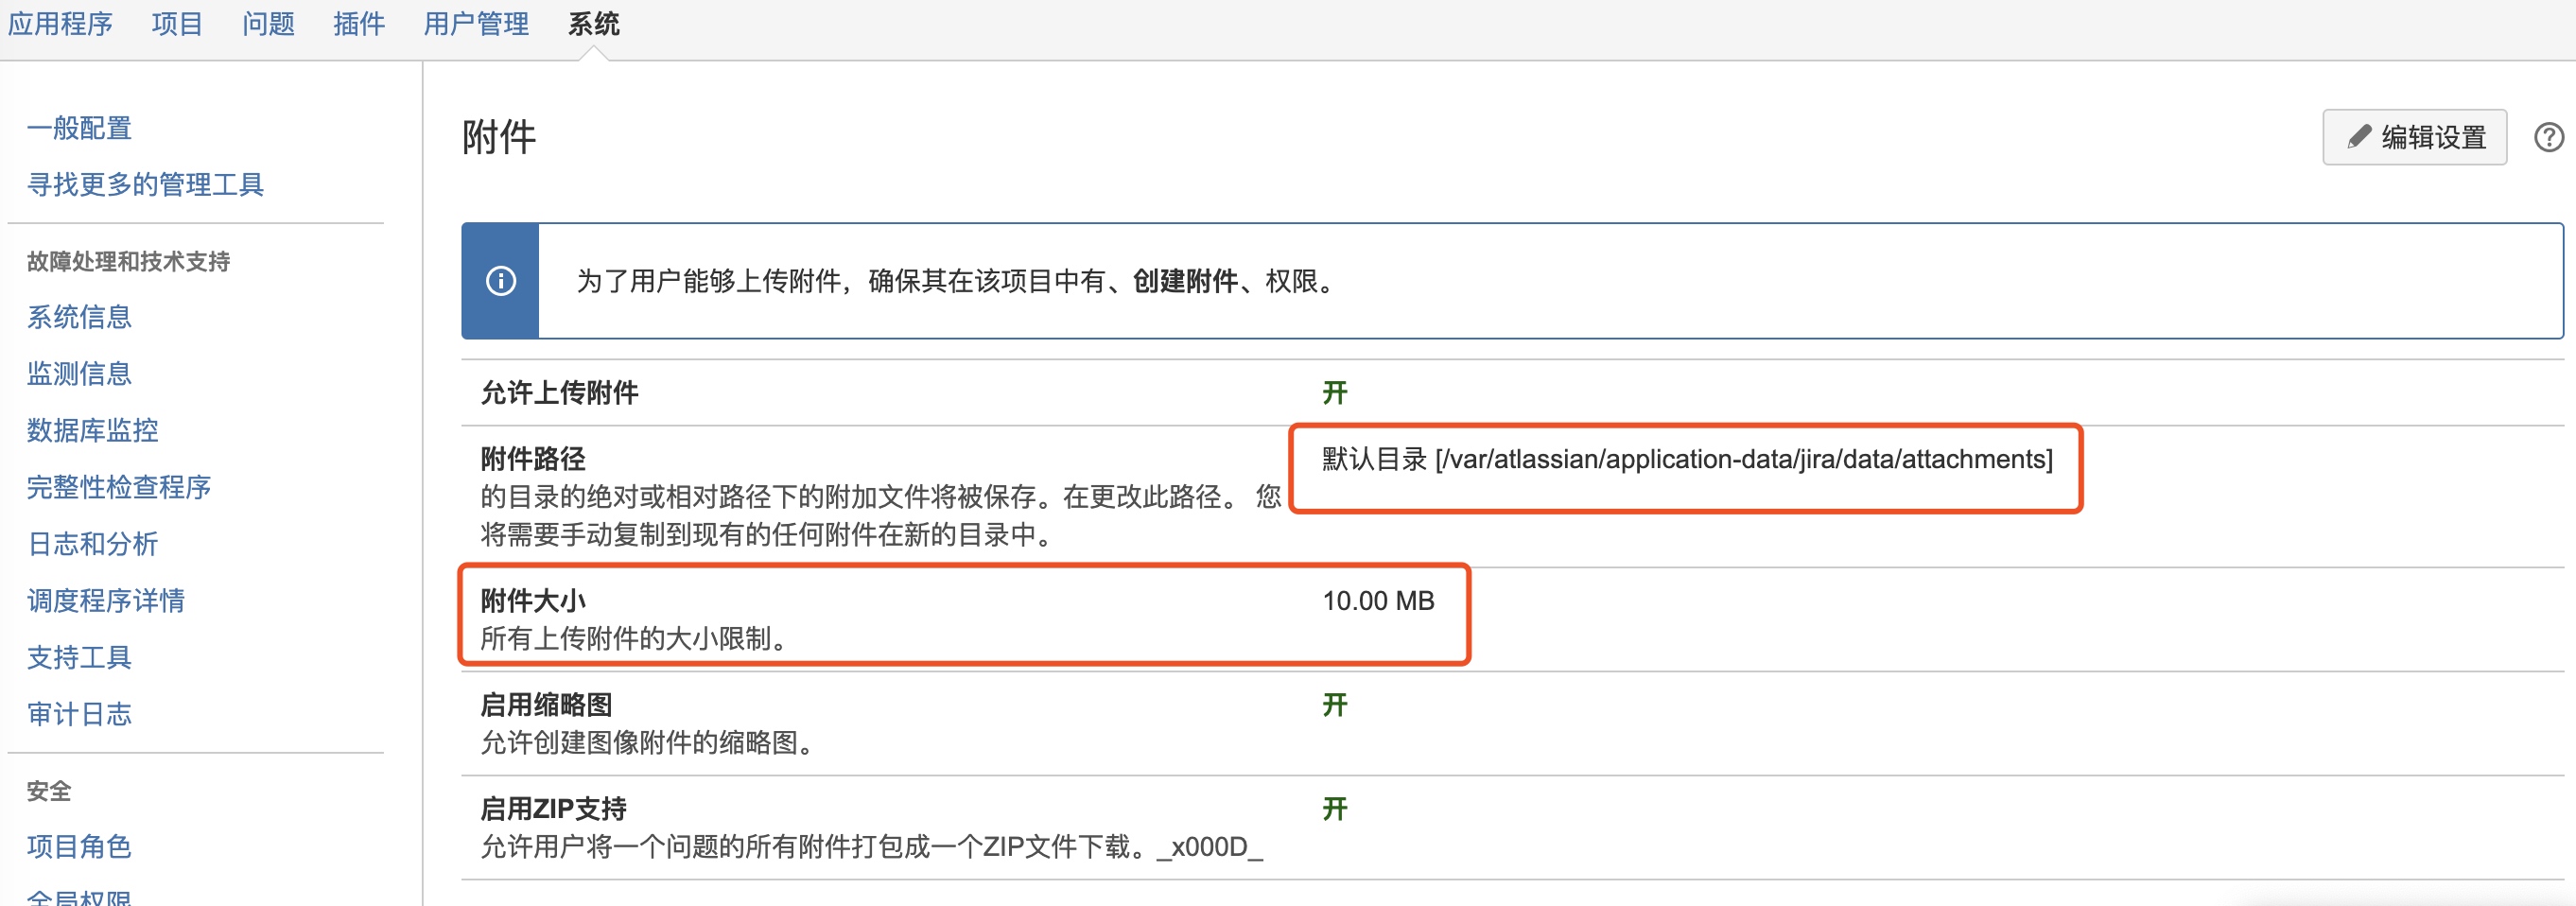 应用程序 项目 问题 插件 用户管理 系统
一般配置
寻找更多的管理工具
故障处理和技术支持
系统信息
监测信息
数据库监控
完整性检查程序
日志和分析
调度程序详情
支持工具
审计日志
安全
项目角色
全局权限
附件
编辑设置
为了用户能够上传附件，确保其在该项目中有、创建附件、权限。
允许上传附件 开
附件路径 默认目录 [/var/atlassian/application-data/jira/data/attachments]
的目录的绝对或相对路径下的附加文件将被保存。在更改此路径。 您
将需要手动复制到现有的任何附件在新的目录中。
附件大小 10.00 MB
所有上传附件的大小限制。
启用缩略图 开
允许创建图像附件的缩略图。
启用ZIP支持 开
允许用户将一个问题的所有附件打包成一个ZIP文件下载。_x000D_